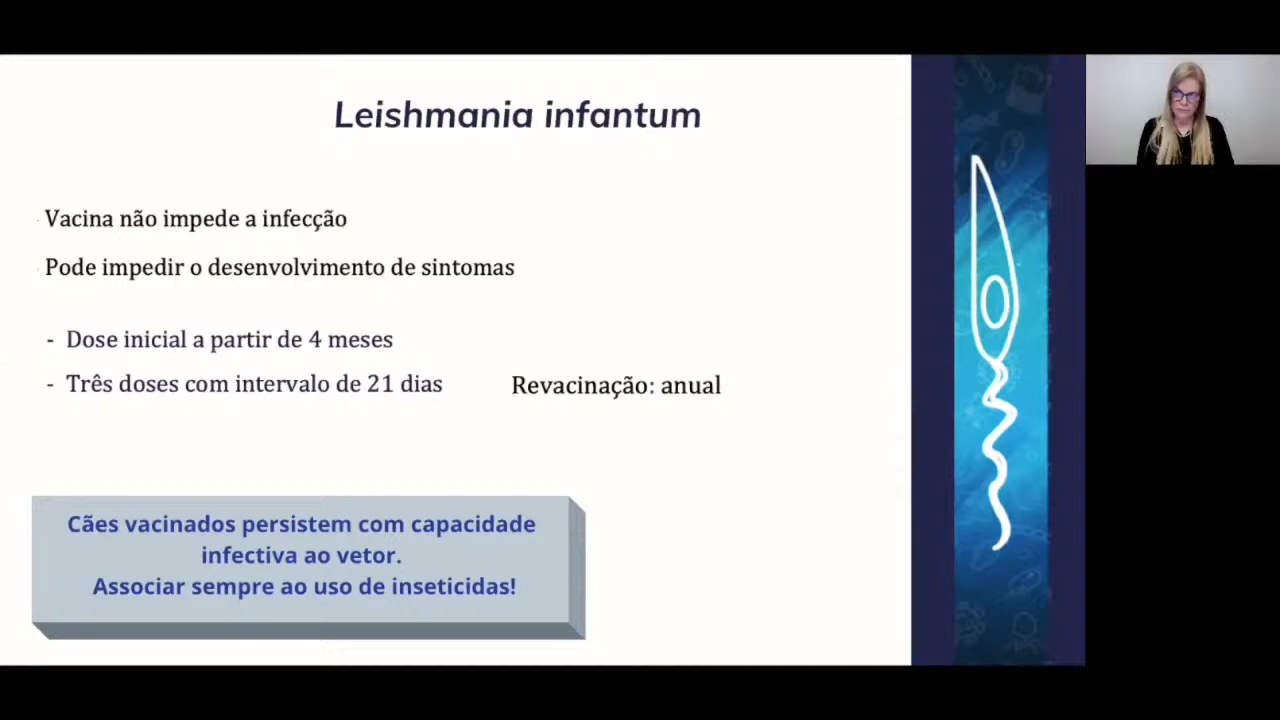 Leishmania infantum
Vacina não impede a infecção
Pode impedir o desenvolvimento de sintomas
- Dose inicial a partir de 4 meses
- Três doses com intervalo de 21 dias
Revacinação: anual
Cães vacinados persistem com capacidade
infectiva ao vetor.
Associar sempre ao uso de inseticidas!